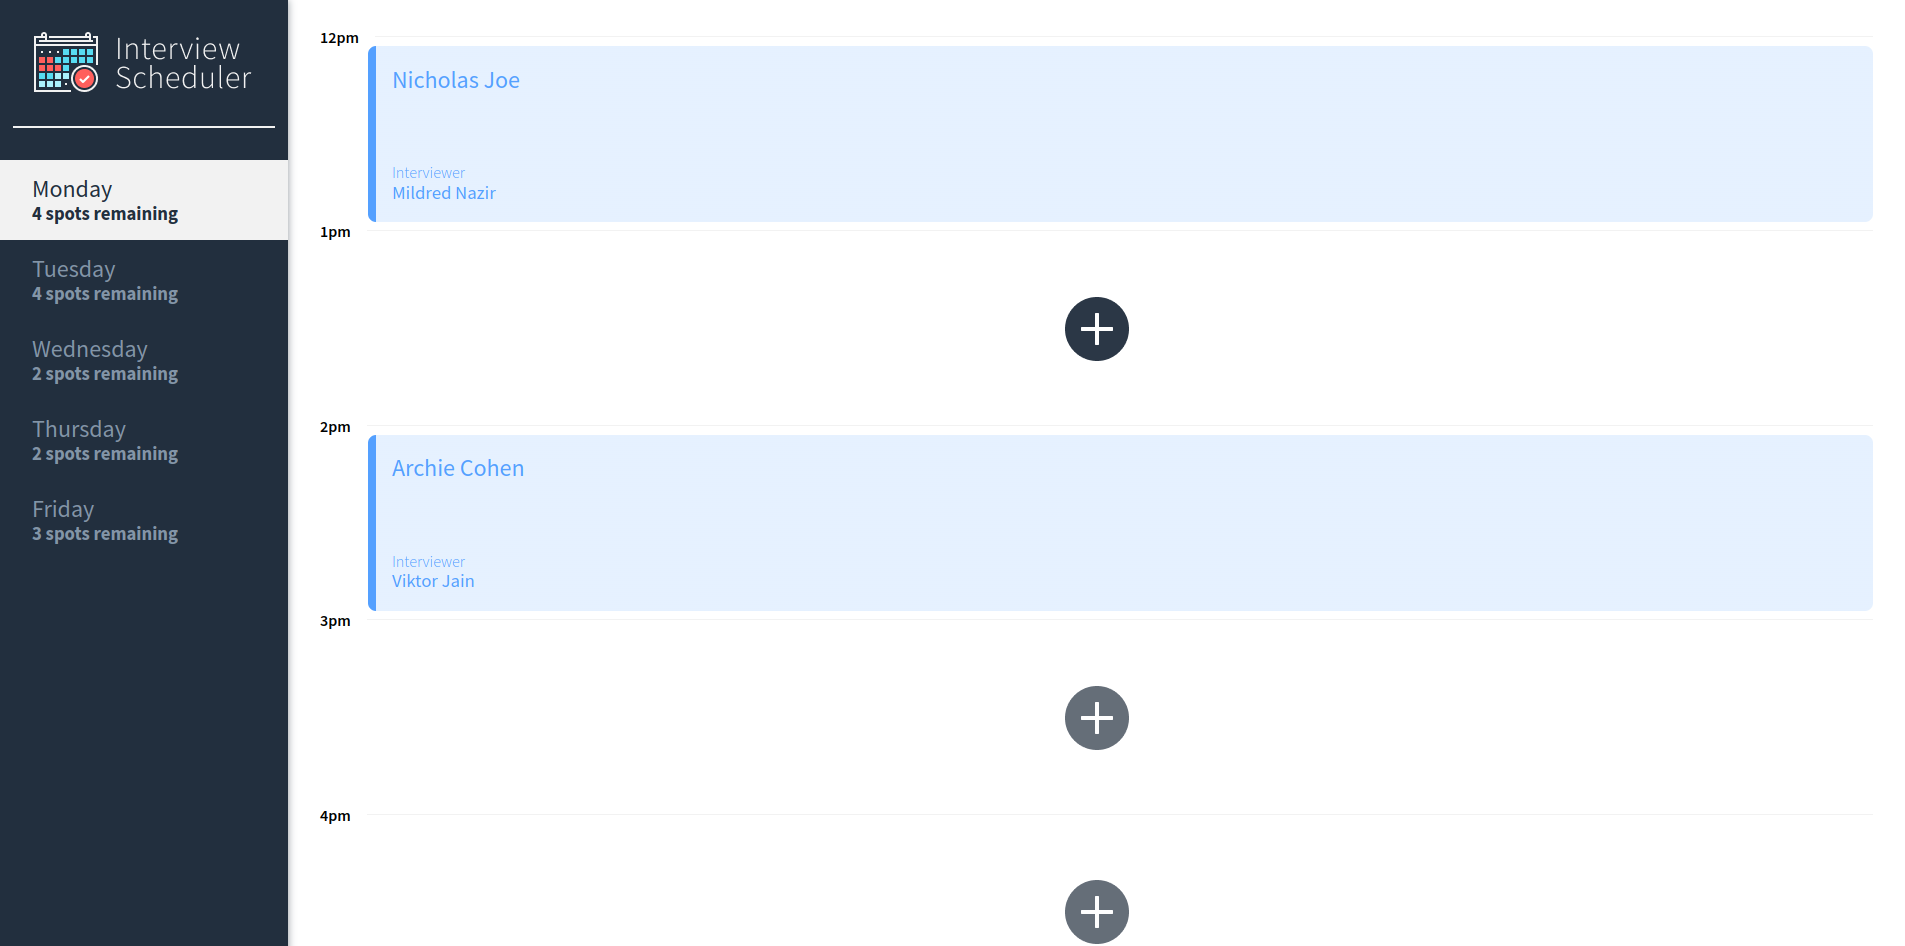 Interview
Scheduler
Monday
4 spots remaining
Tuesday
4 spots remaining
Wednesday
2 spots remaining
Thursday
2 spots remaining
Friday
3 spots remaining
12pm
Nicholas Joe
Interviewer
Mildred Nazir
1pm
2pm
Archie Cohen
Interviewer
Viktor Jain
3pm
4pm